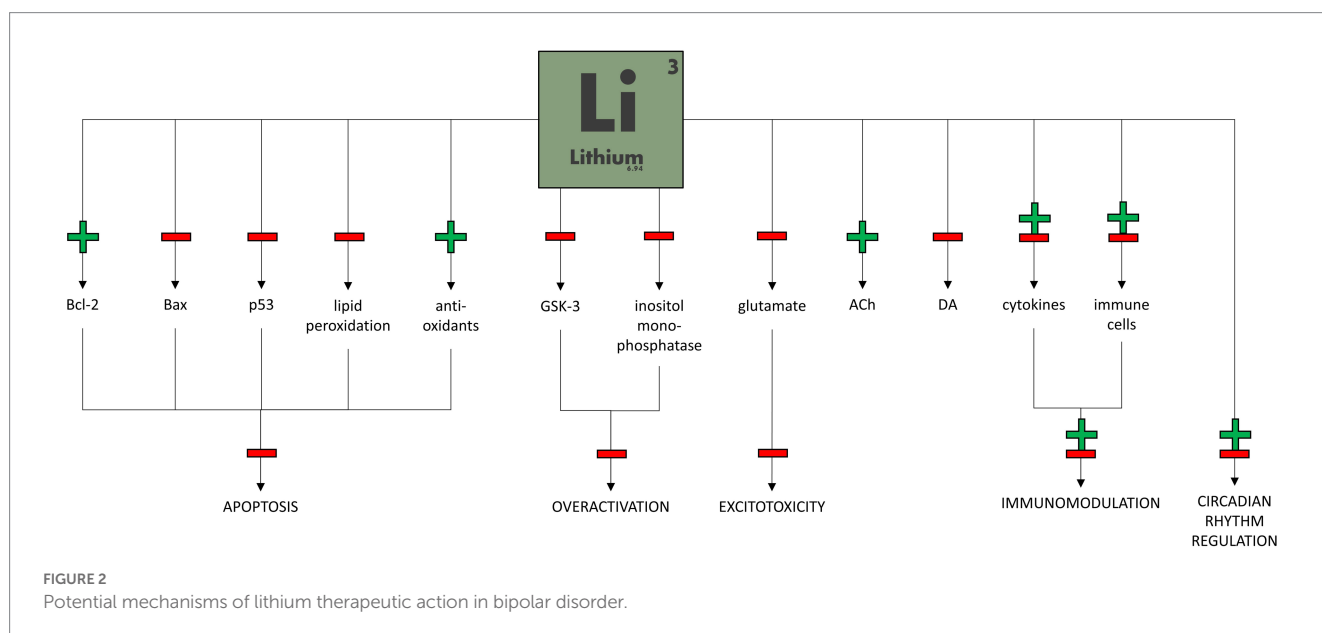 3
Li
Lithium
6.94
Bcl-2
Bax
p53
lipid
peroxidation
anti-
oxidants
GSK-3
inositol
mono-
phosphatase
glutamate
ACh
DA
cytokines
immune
cells
APOPTOSIS
OVERACTIVATION
EXCITOTOXICITY
IMMUNOMODULATION
CIRCADIAN
RHYTHM
REGULATION
FIGURE 2
Potential mechanisms of lithium therapeutic action in bipolar disorder.